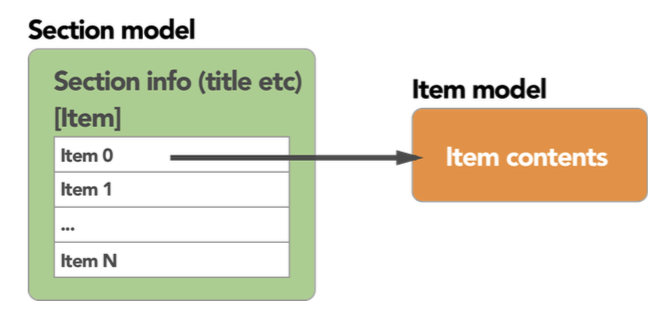 Section model
Section info (title etc)
[Item]
Item 0
Item 1
...
Item N
Item model
Item contents